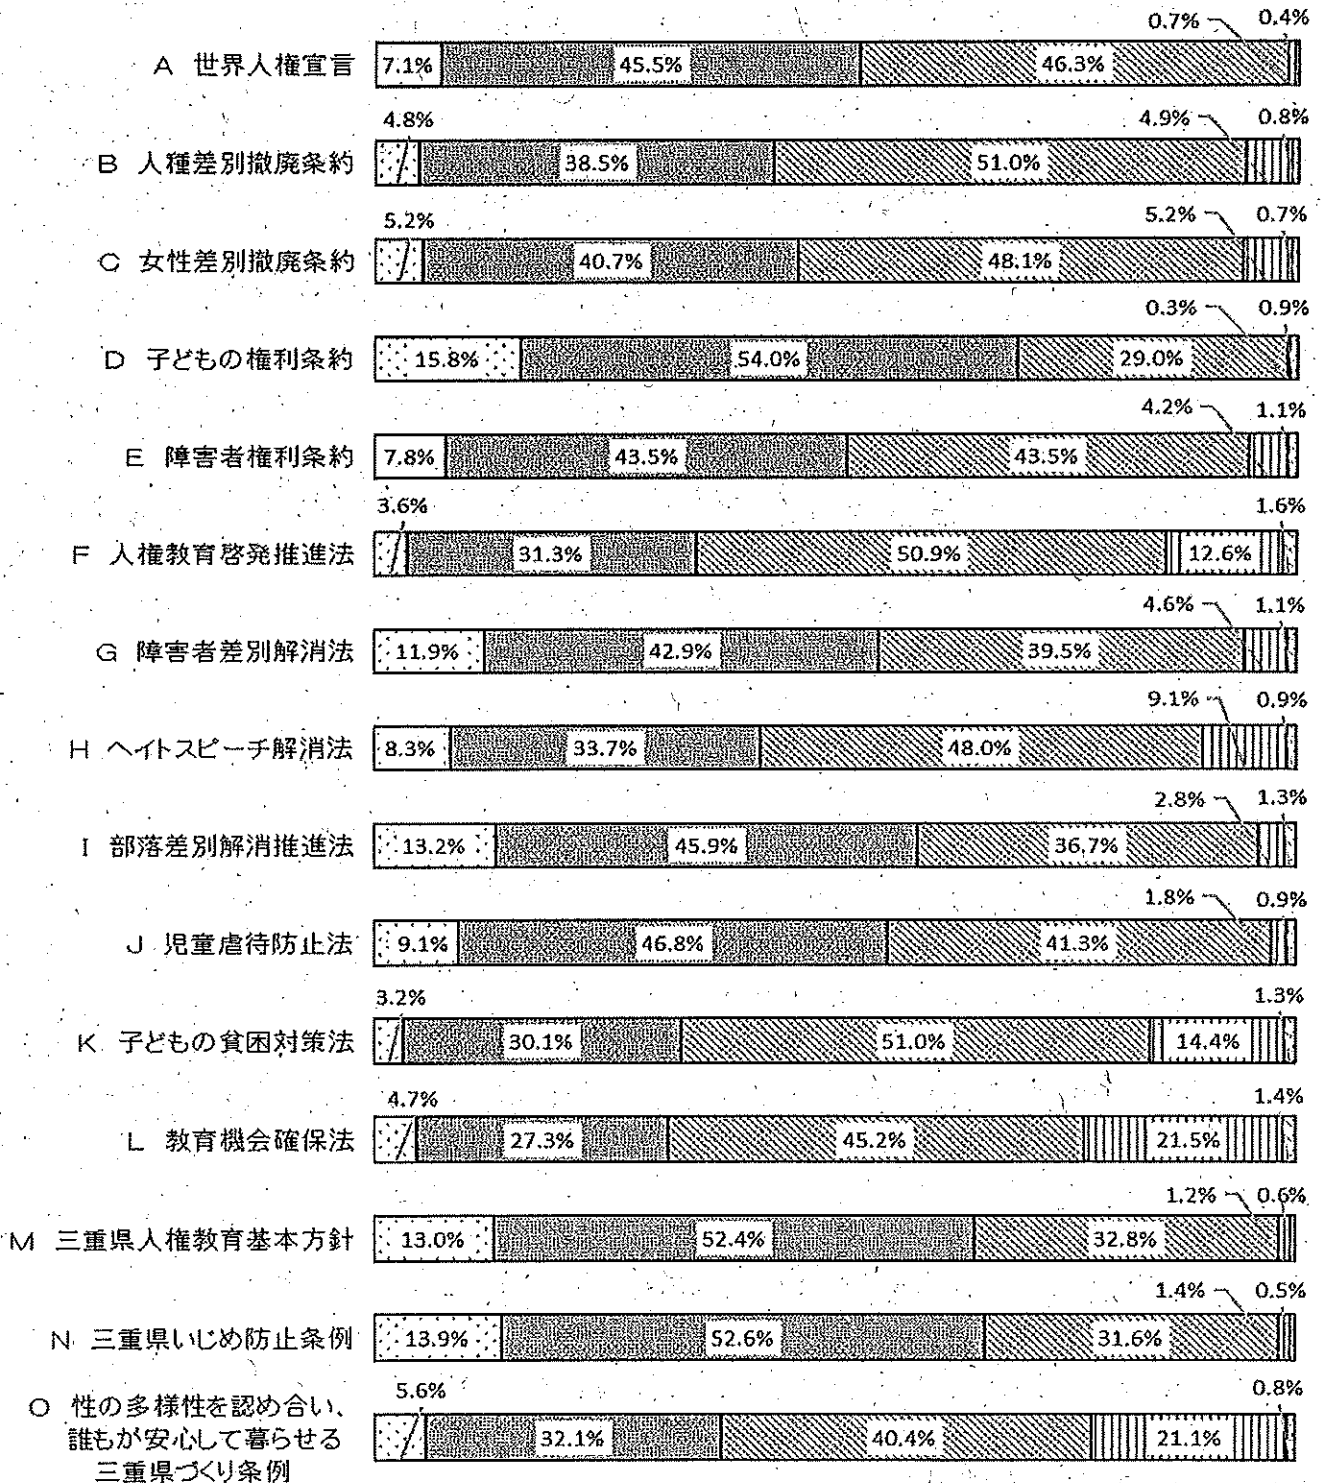 0.7% 0.4%
A 世界人権宣言 7.1% 45.5% 46.3%
4.8% 4.9% 0.8%
B 人種差別撤廃条約 38.5% 51.0%
5.2% 5.2% 0.7%
C 女性差別撤廃条約 40.7% 48.1%
0.3% 0.9%
D 子どもの権利条約 15.8% 54.0% 29.0%
4.2% 1.1%
E 障害者権利条約 7.8% 43.5% 43.5%
3.6% 1.6%
F 人権教育啓発推進法 31.3% 50.9% 12.6%
4.6% 1.1%
G 障害者差別解消法 11.9% 42.9% 39.5%
9.1% 0.9%
H ヘイトスピーチ解消法 8.3% 33.7% 48.0%
2.8% 1.3%
I 部落差別解消推進法 13.2% 45.9% 36.7%
1.8% 0.9%
J 児童虐待防止法 9.1% 46.8% 41.3%
3.2% 1.3%
K 子どもの貧困対策法 30.1% 51.0% 14.4%
4.7% 1.4%
L 教育機会確保法 27.3% 45.2% 21.5%
1.2% 0.6%
M 三重県人権教育基本方針 13.0% 52.4% 32.8%
1.4% 0.5%
N 三重県いじめ防止条例 13.9% 52.6% 31.6%
5.6% 0.8%
O 性の多様性を認め合い、
誰もが安心して暮らせる 32.1% 40.4% 21.1%
三重県づくり条例